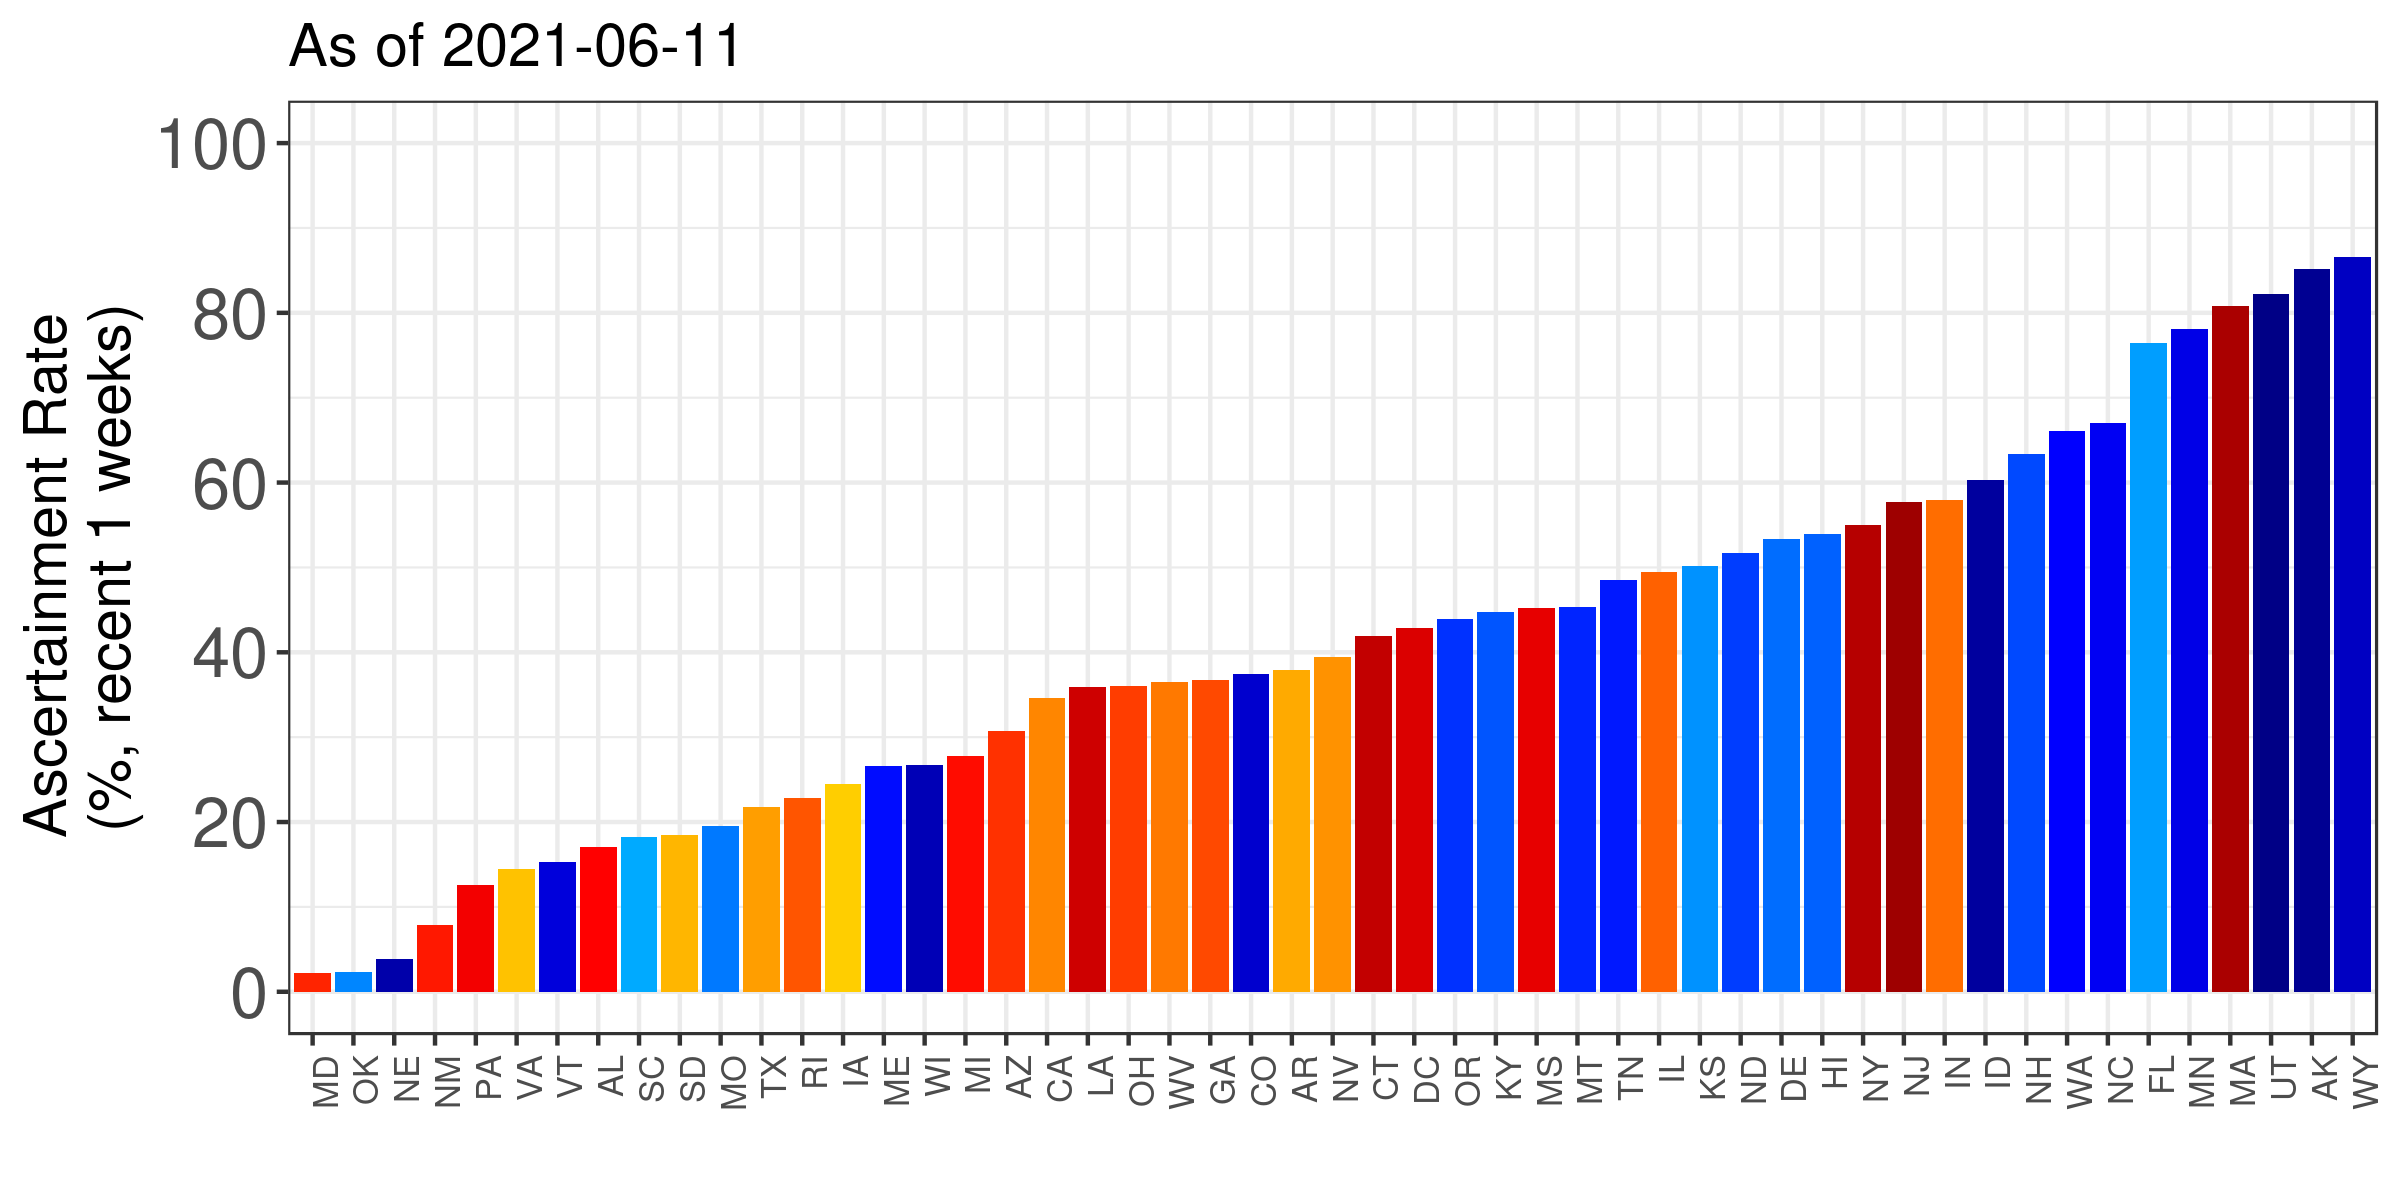 As of 2021-06-11
Ascertainment Rate
(%, recent 1 weeks)
100
80
60
40
20
0
MD
OK
NE
NM
PA
VA
VT
AL
SC
SD
MO
TX
RI
IA
ME
WI
MI
AZ
CA
LA
OH
WV
GA
CO
AR
NV
CT
DC
OR
KY
MS
MT
TN
IL
KS
ND
DE
HI
NY
NJ
IN
ID
NH
WA
NC
FL
MN
MA
UT
AK
WY